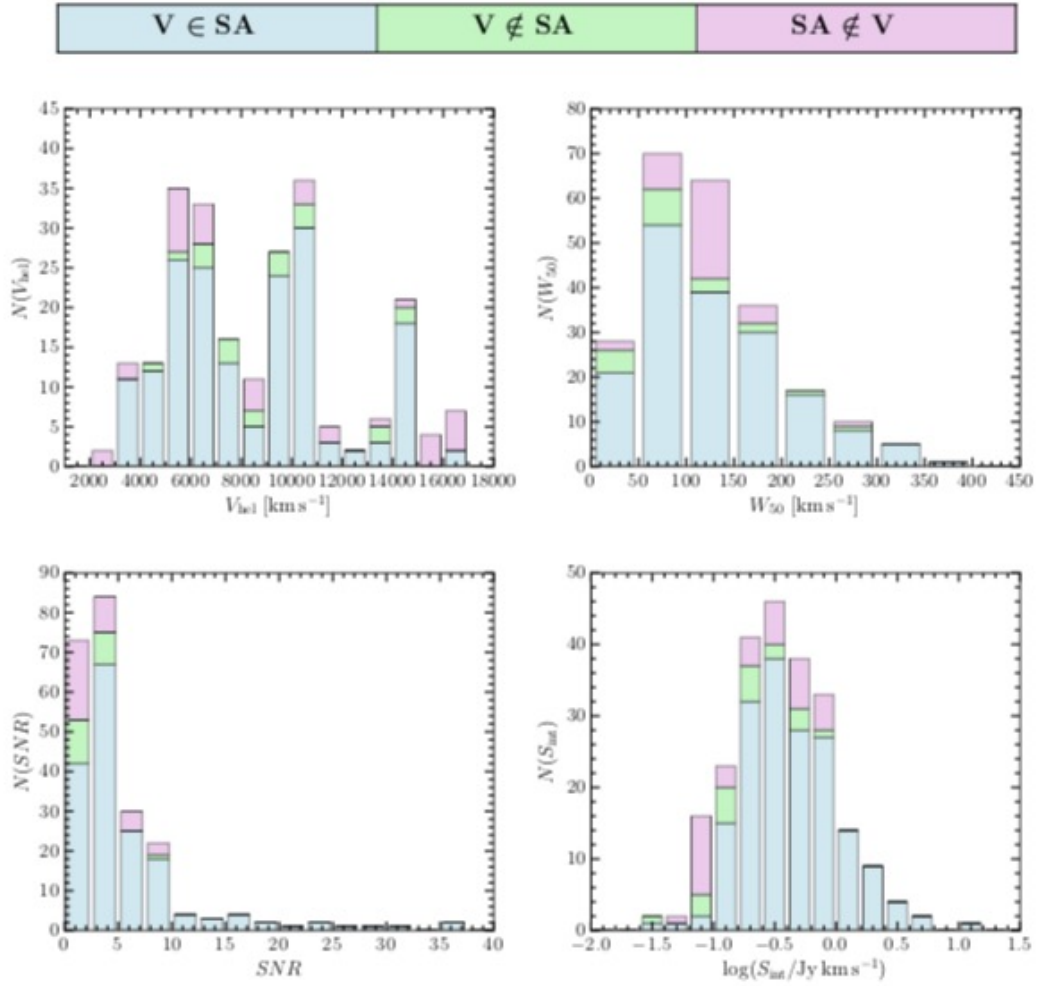 V ∈ SA V ∉ SA SA ∉ V
45
40
35
30
25
20
15
10
5
0
N(V_hel)
2000 4000 6000 8000 10000 12000 14000 16000 18000
V_hel [km s⁻¹]
80
70
60
50
40
30
20
10
0
N(W₅₀)
0 50 100 150 200 250 300 350 400 450
W₅₀ [km s⁻¹]
90
80
70
60
50
40
30
20
10
0
N(SNR)
0 5 10 15 20 25 30 35 40
SNR
50
40
30
20
10
0
N(S_int)
−2.0 −1.5 −1.0 −0.5 0.0 0.5 1.0 1.5
log(S_int/Jy km s⁻¹)